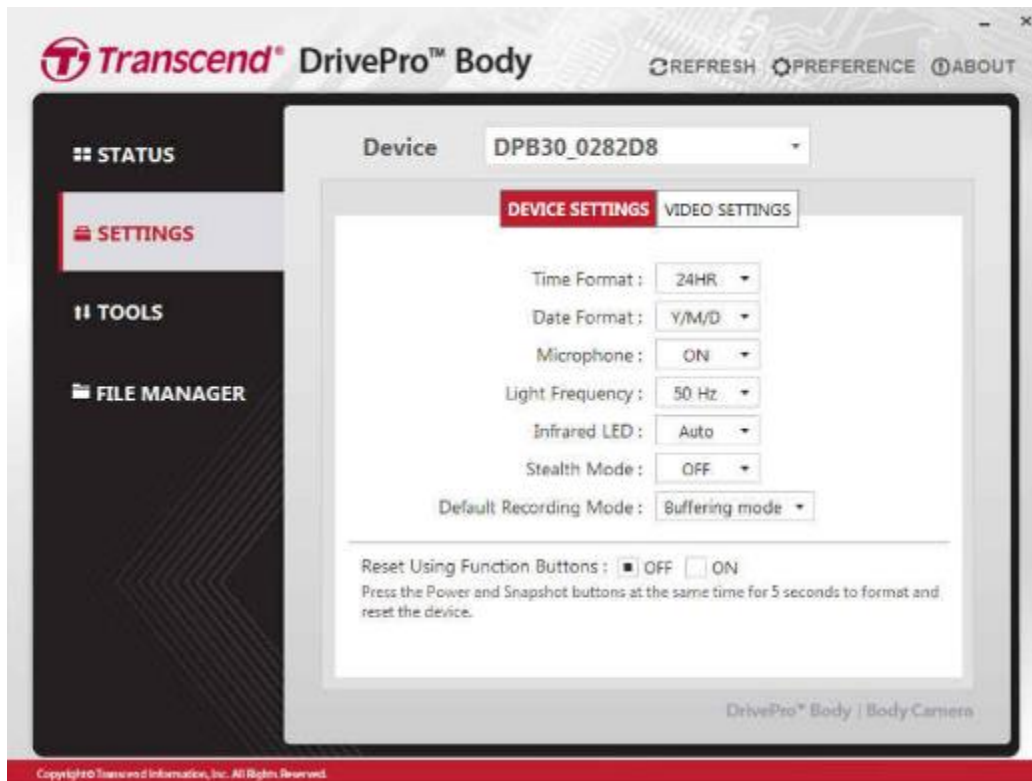 Transcend® DrivePro™ Body
REFRESH PREFERENCE ABOUT
STATUS
SETTINGS
TOOLS
FILE MANAGER
Device DPB30_0282D8
DEVICE SETTINGS VIDEO SETTINGS
Time Format : 24HR
Date Format : Y/M/D
Microphone : ON
Light Frequency : 50 Hz
Infrared LED : Auto
Stealth Mode : OFF
Default Recording Mode : Buffering mode
Reset Using Function Buttons : OFF ON
Press the Power and Snapshot buttons at the same time for 5 seconds to format and
reset the device.
DrivePro™ Body | Body Camera
Copyright© Transcend Information, Inc. All Rights Reserved.